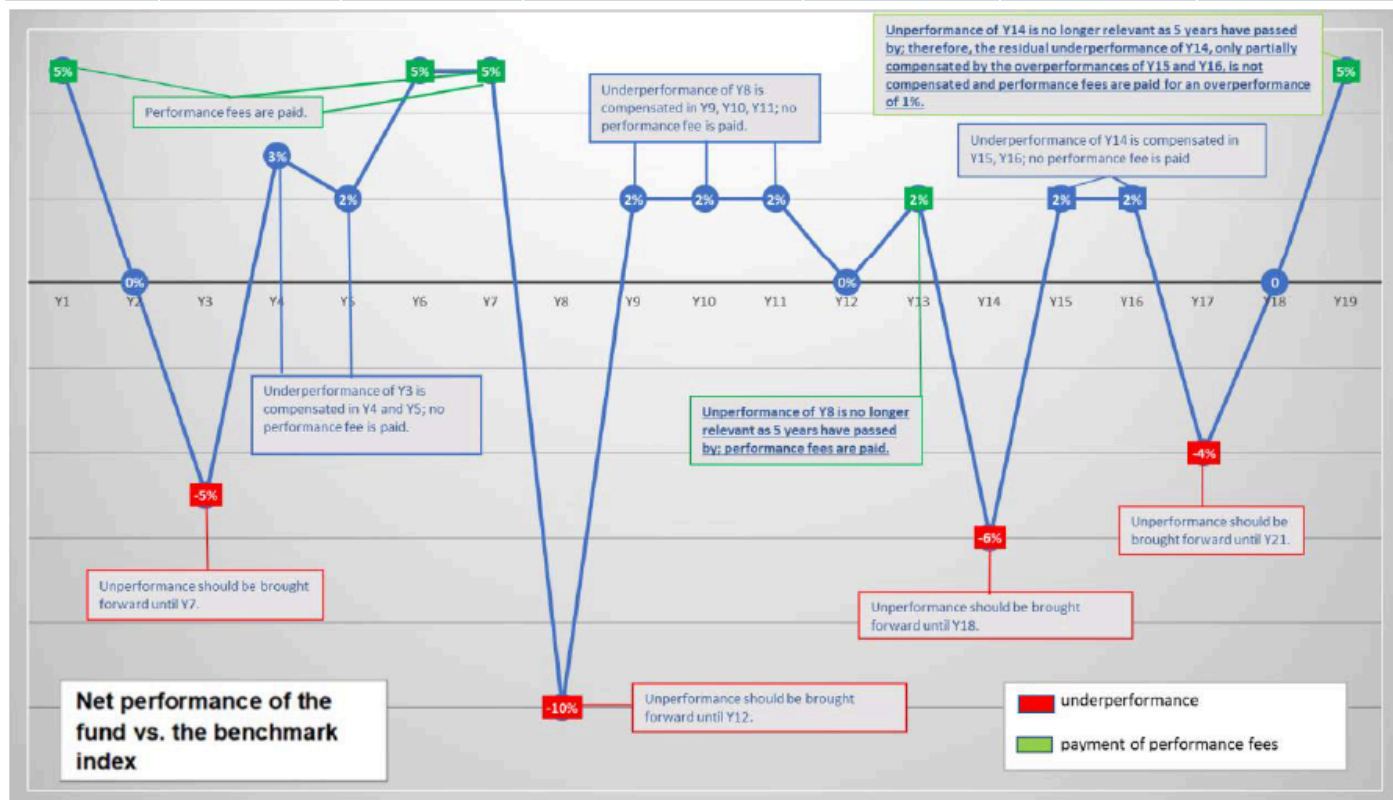 Unperformance of Y14 is no longer relevant as 5 years have passed
by; therefore, the residual underperformance of Y14, only partially
compensated by the overperformances of Y15 and Y16, is not
compensated and performance fees are paid for an overperformance
of 1%.
5%
5%
5%
5%
Performance fees are paid.
Underperformance of Y8 is
compensated in Y9, Y10, Y11; no
performance fee is paid.
Underperformance of Y14 is compensated in
Y15, Y16; no performance fee is paid
3%
2%
2%
2%
2%
2%
2%
2%
0%
0%
0
Y1
Y2
Y3
Y4
Y5
Y6
Y7
Y8
Y9
Y10
Y11
Y12
Y13
Y14
Y15
Y16
Y17
Y18
Y19
Underperformance of Y3 is
compensated in Y4 and Y5; no
performance fee is paid.
Unperformance of Y8 is no longer
relevant as 5 years have passed
by; performance fees are paid.
-4%
-5%
Unperformance should be
brought forward until Y21.
-6%
Unperformance should be brought
forward until Y7.
Unperformance should be brought
forward until Y18.
-10%
Unperformance should be brought
forward until Y12.
Net performance of the
fund vs. the benchmark
index
underperformance
payment of performance fees